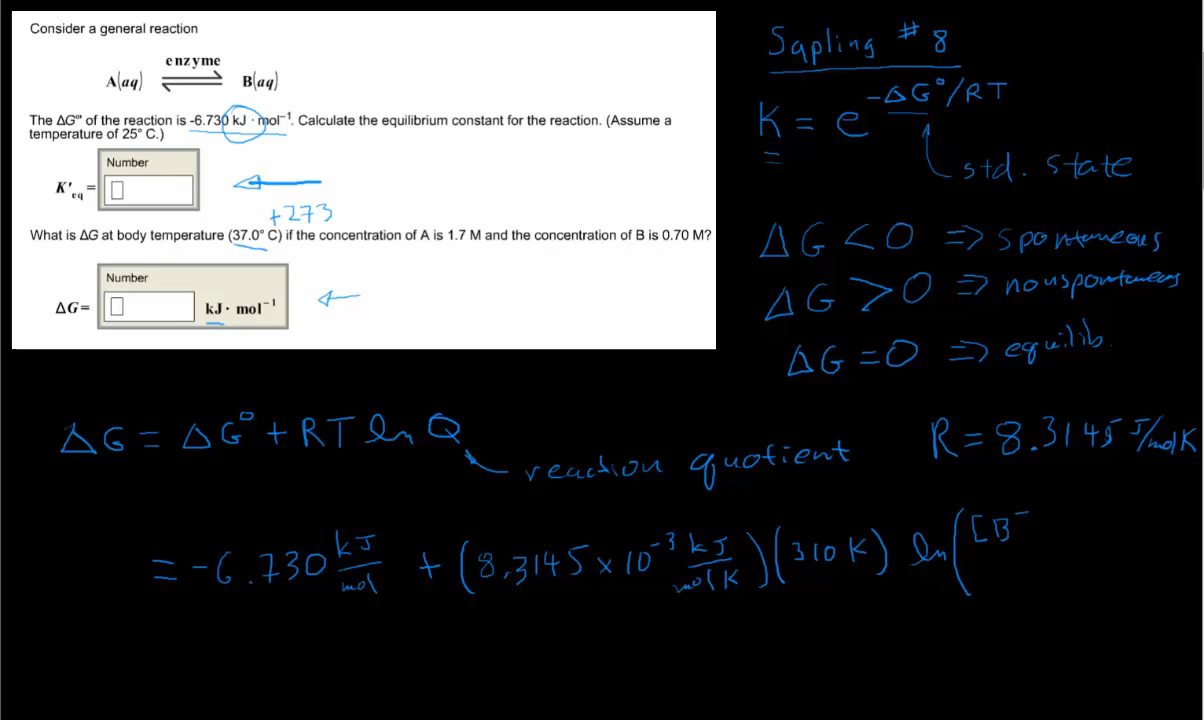 Consider a general reaction
enzyme
A(aq) ⇌ B(aq)
The ΔG°' of the reaction is -6.730 kJ · mol⁻¹. Calculate the equilibrium constant for the reaction. (Assume a
temperature of 25° C.)
Number
K'eq =
+273
What is ΔG at body temperature (37.0° C) if the concentration of A is 1.7 M and the concentration of B is 0.70 M?
Number
ΔG= kJ · mol⁻¹
Sapling #8
K = e^-ΔG°/RT
std. state
ΔG < 0 => spontaneous
ΔG > 0 => nonspontaneous
ΔG = 0 => equilib.
ΔG = ΔG° + RT ln Q
reaction quotient
R = 8.3145 J/mol K
= -6.730 kJ/mol + (8.3145 x 10⁻³ kJ/mol K)(310 K) ln([B